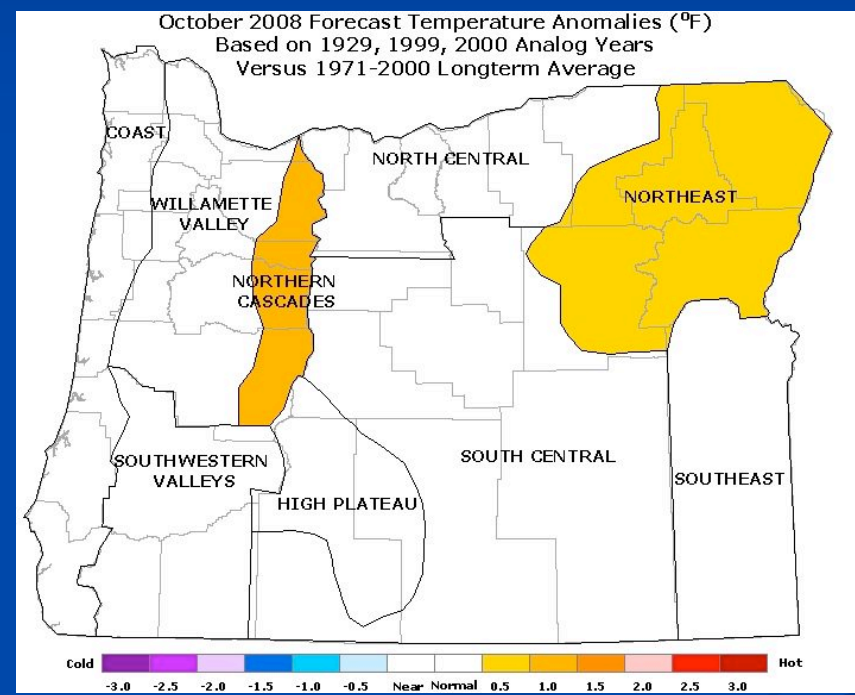 October 2008 Forecast Temperature Anomalies (⁰F)
Based on 1929, 1999, 2000 Analog Years
Versus 1971-2000 Longterm Average
COAST
NORTH CENTRAL
WILLAMETTE
VALLEY
NORTHEAST
NORTHERN
CASCADES
SOUTHWESTERN
VALLEYS
SOUTH CENTRAL
SOUTHEAST
HIGH PLATEAU
Cold Hot
-3.0 -2.5 -2.0 -1.5 -1.0 -0.5 Near Normal 0.5 1.0 1.5 2.0 2.5 3.0